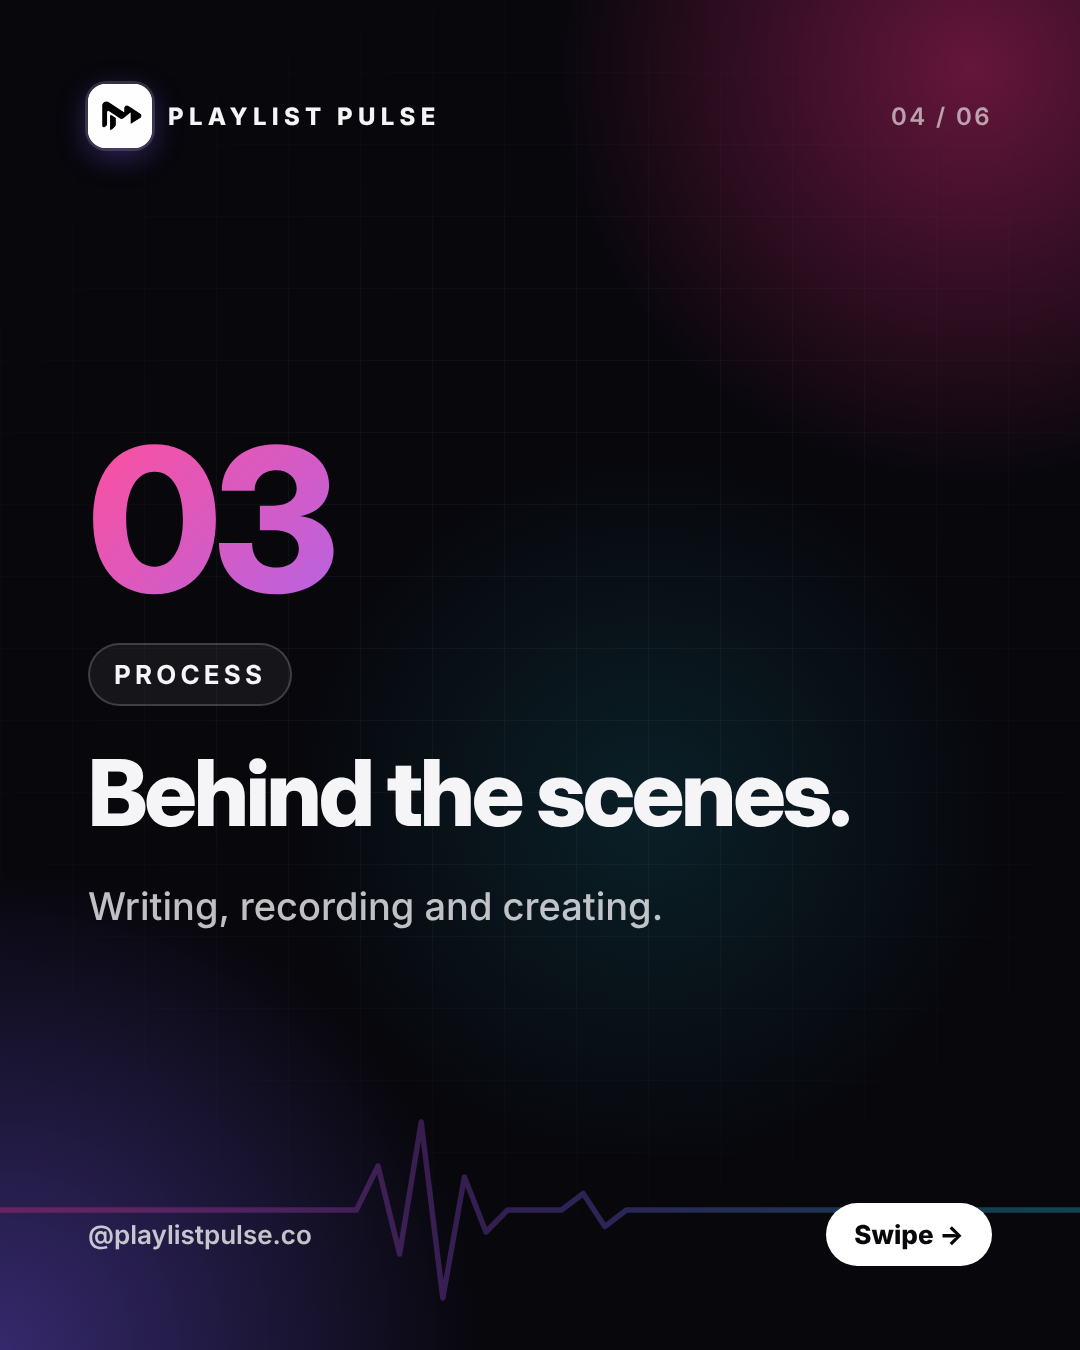 PLAYLIST PULSE
04 / 06
03
PROCESS
Behind the scenes.
Writing, recording and creating.
@playlistpulse.co
Swipe →